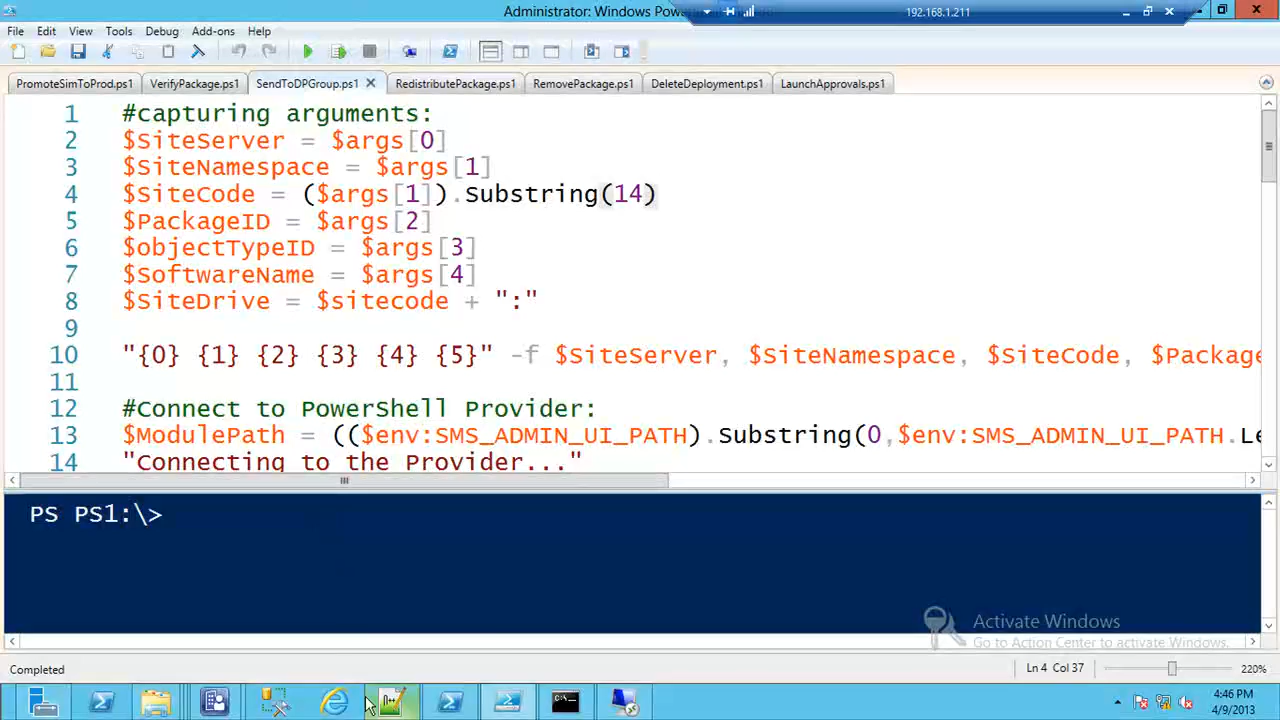 Administrator: Windows Pow
192.168.1.211
File Edit View Tools Debug Add-ons Help
PromoteSimToProd.ps1 VerifyPackage.ps1 SendToDPGroup.ps1 RedistributePackage.ps1 RemovePackage.ps1 DeleteDeployment.ps1 LaunchApprovals.ps1
1 #capturing arguments:
2 $SiteServer = $args[0]
3 $SiteNamespace = $args[1]
4 $SiteCode = ($args[1]).Substring(14)
5 $PackageID = $args[2]
6 $objectTypeID = $args[3]
7 $SoftwareName = $args[4]
8 $SiteDrive = $sitecode + ":"
9
10 "{0} {1} {2} {3} {4} {5}" -f $SiteServer, $SiteNamespace, $SiteCode, $Package
11
12 #Connect to PowerShell Provider:
13 $ModulePath = (($env:SMS_ADMIN_UI_PATH).Substring(0,$env:SMS_ADMIN_UI_PATH.Le
14 "Connecting to the Provider..."
PS PS1:\>
Activate Windows
Go to Action Center to activate Windows.
Completed
Ln 4 Col 37
220%
4:46 PM
4/9/2013